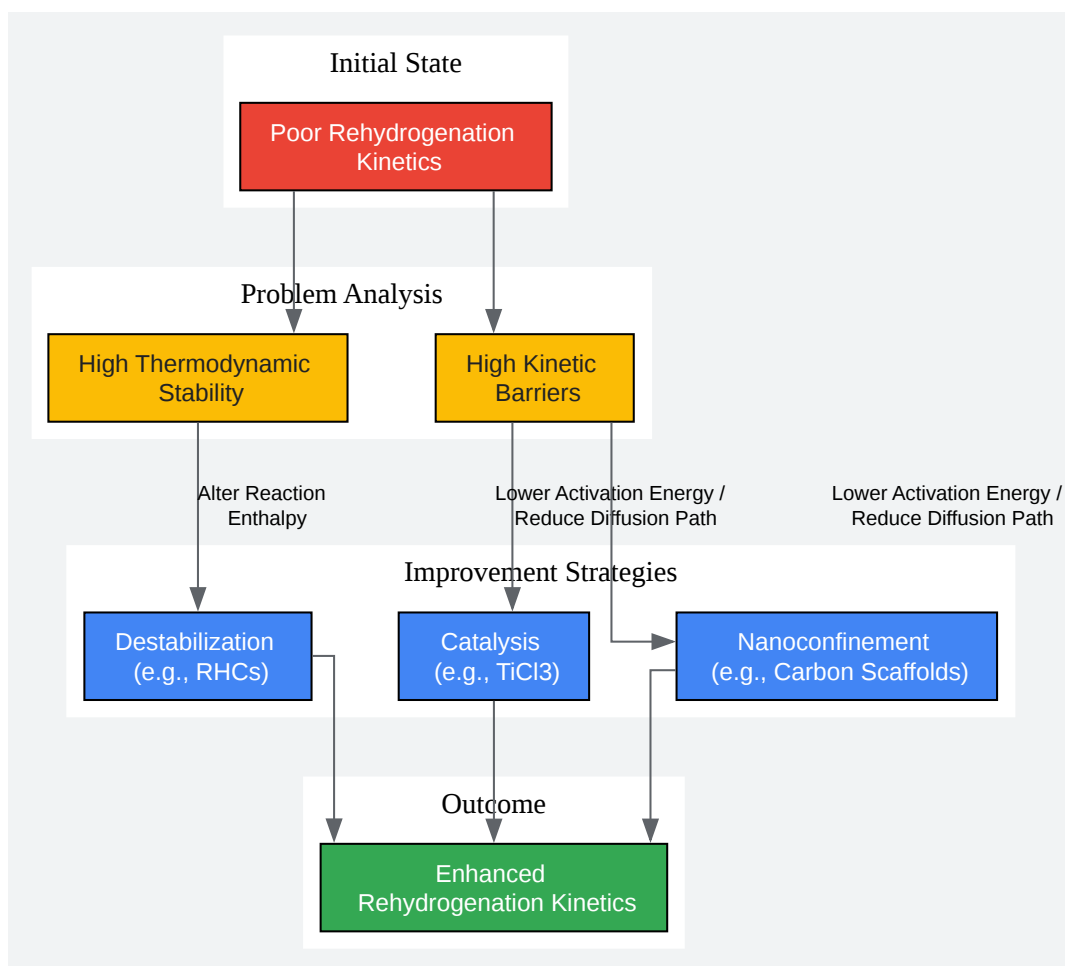 Initial State
Poor Rehydrogenation
Kinetics
Problem Analysis
High Thermodynamic
Stability
High Kinetic
Barriers
Alter Reaction
Enthalpy
Lower Activation Energy /
Reduce Diffusion Path
Lower Activation Energy /
Reduce Diffusion Path
Improvement Strategies
Destabilization
(e.g., RHCs)
Catalysis
(e.g., TiCl3)
Nanoconfinement
(e.g., Carbon Scaffolds)
Outcome
Enhanced
Rehydrogenation Kinetics